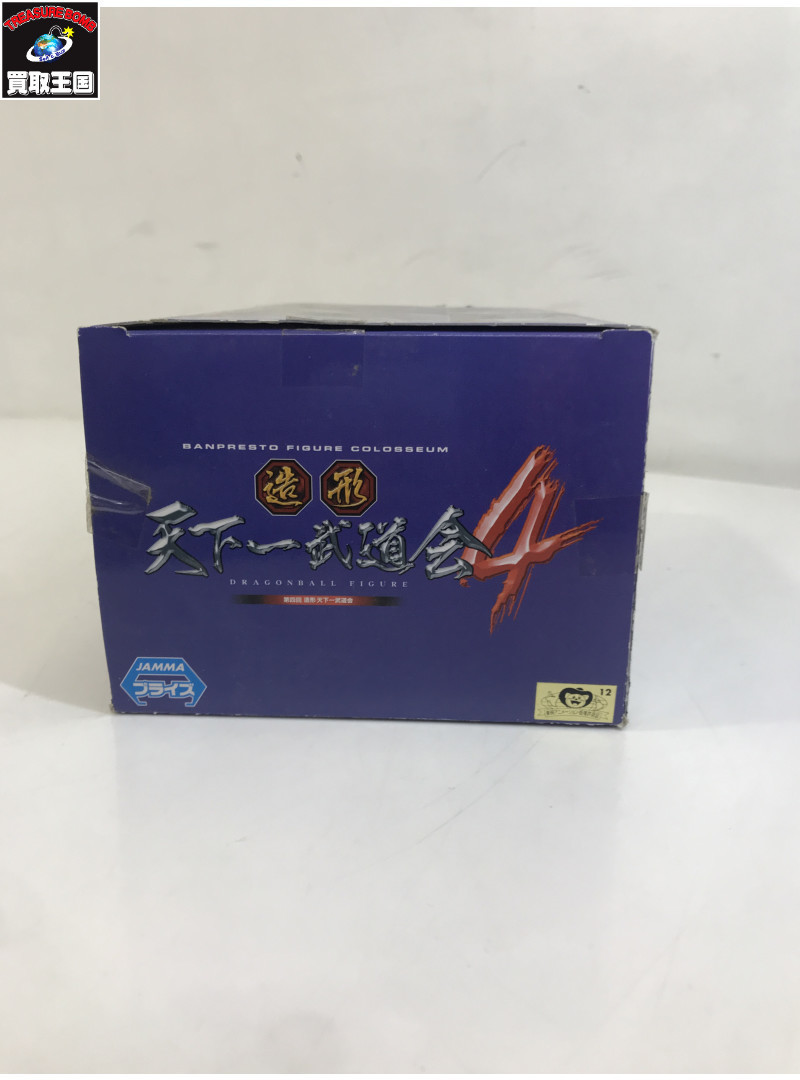 TREASURE BOMB
買取王国
BANPRESTO FIGURE COLOSSEUM
造形
天下一武道会4
DRAGONBALL FIGURE
第四回 造形 天下一武道会
JAMMA
プライズ
12